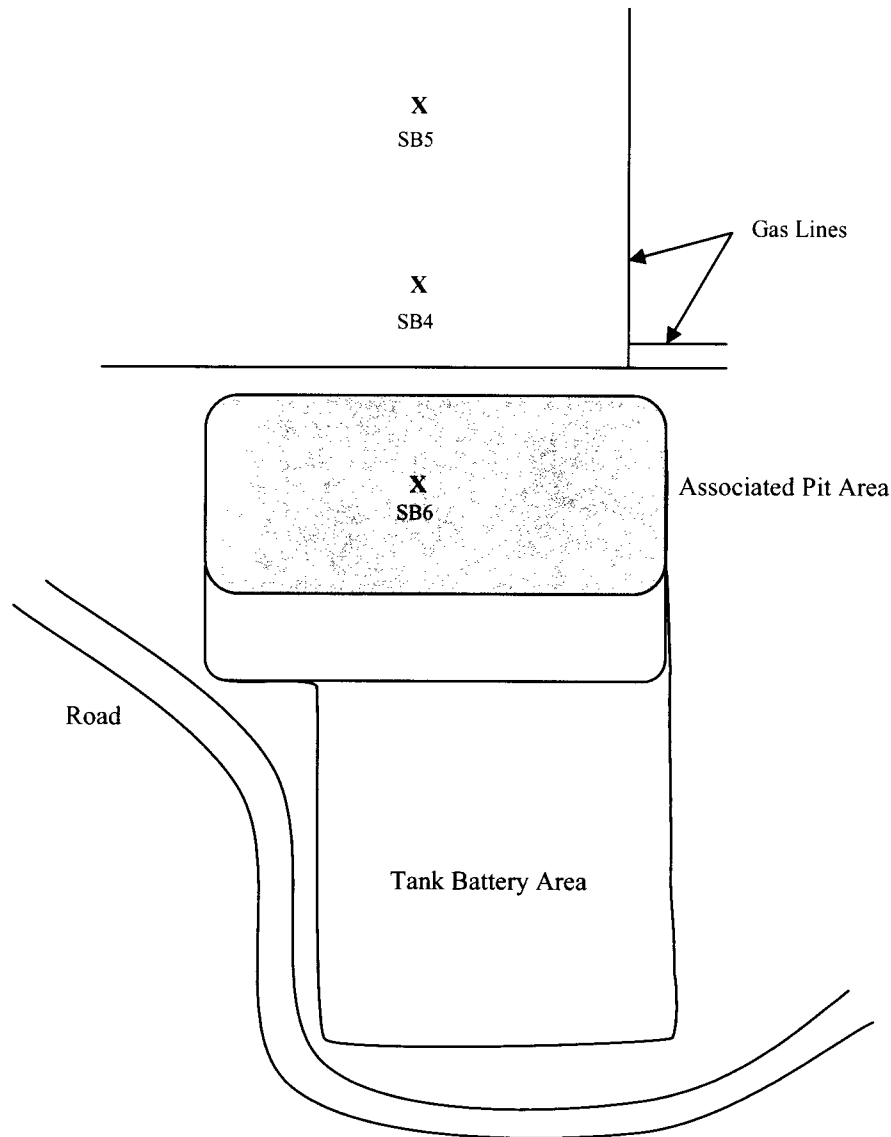 X
SB5
Gas Lines
X
SB4
X
SB6
Associated Pit Area
Road
Tank Battery Area